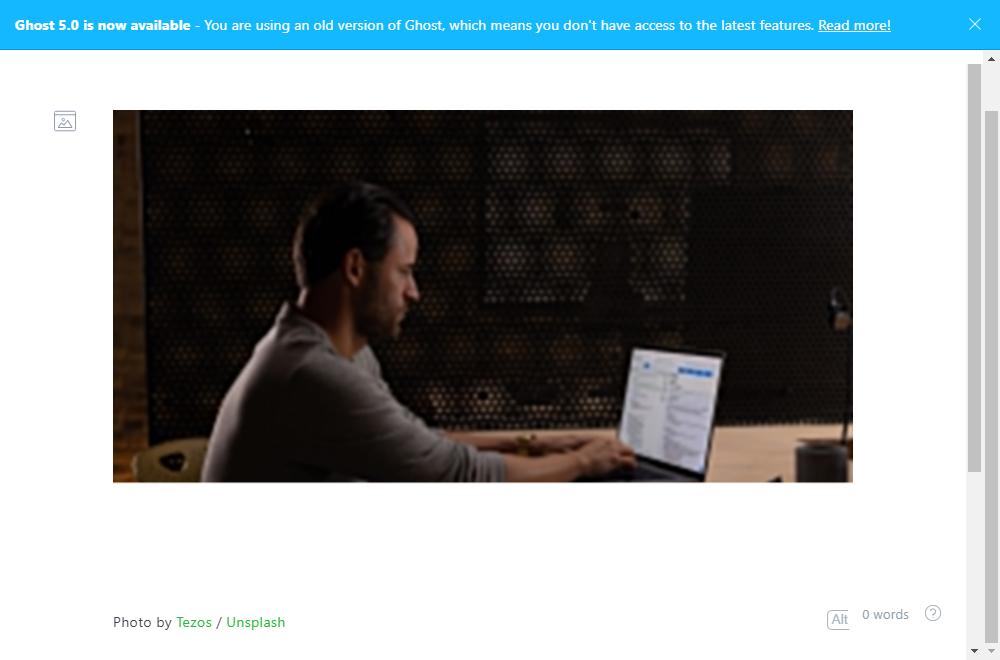 Ghost 5.0 is now available - You are using an old version of Ghost, which means you don't have access to the latest features. Read more!
Photo by Tezos / Unsplash
Alt
0 words
?